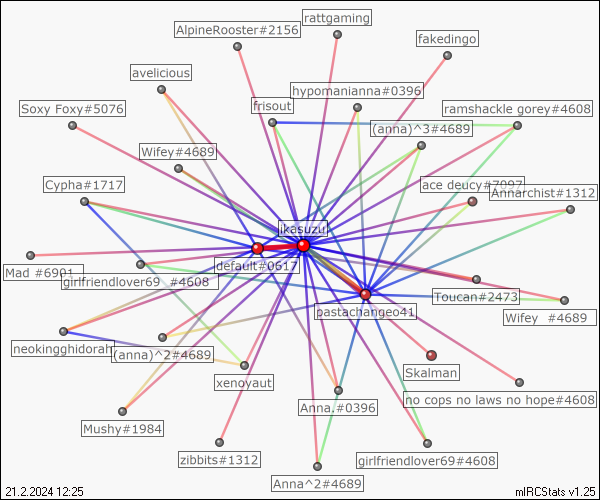 rattgaming
AlpineRooster#2156
fakedingo
avelicious
hypomanianna#0396
Soxy Foxy#5076
frisout
ramshackle gorey#4608
(anna)^3#4689
Wifey#4689
Cypha#1717
ace deucy#7097
Annarchist#1312
ikasuzu
default#0617
Mad #6901
girlfriendlover69 #4608
Toucan#2473
pastachangeo41
Wifey #4689
neokingghidorah
(anna)^2#4689
xenoyaut
Skalman
no cops no laws no hope#4608
Anna.#0396
Mushy#1984
zibbits#1312
girlfriendlover69#4608
Anna^2#4689
21.2.2024 12:25
mIRCStats v1.25